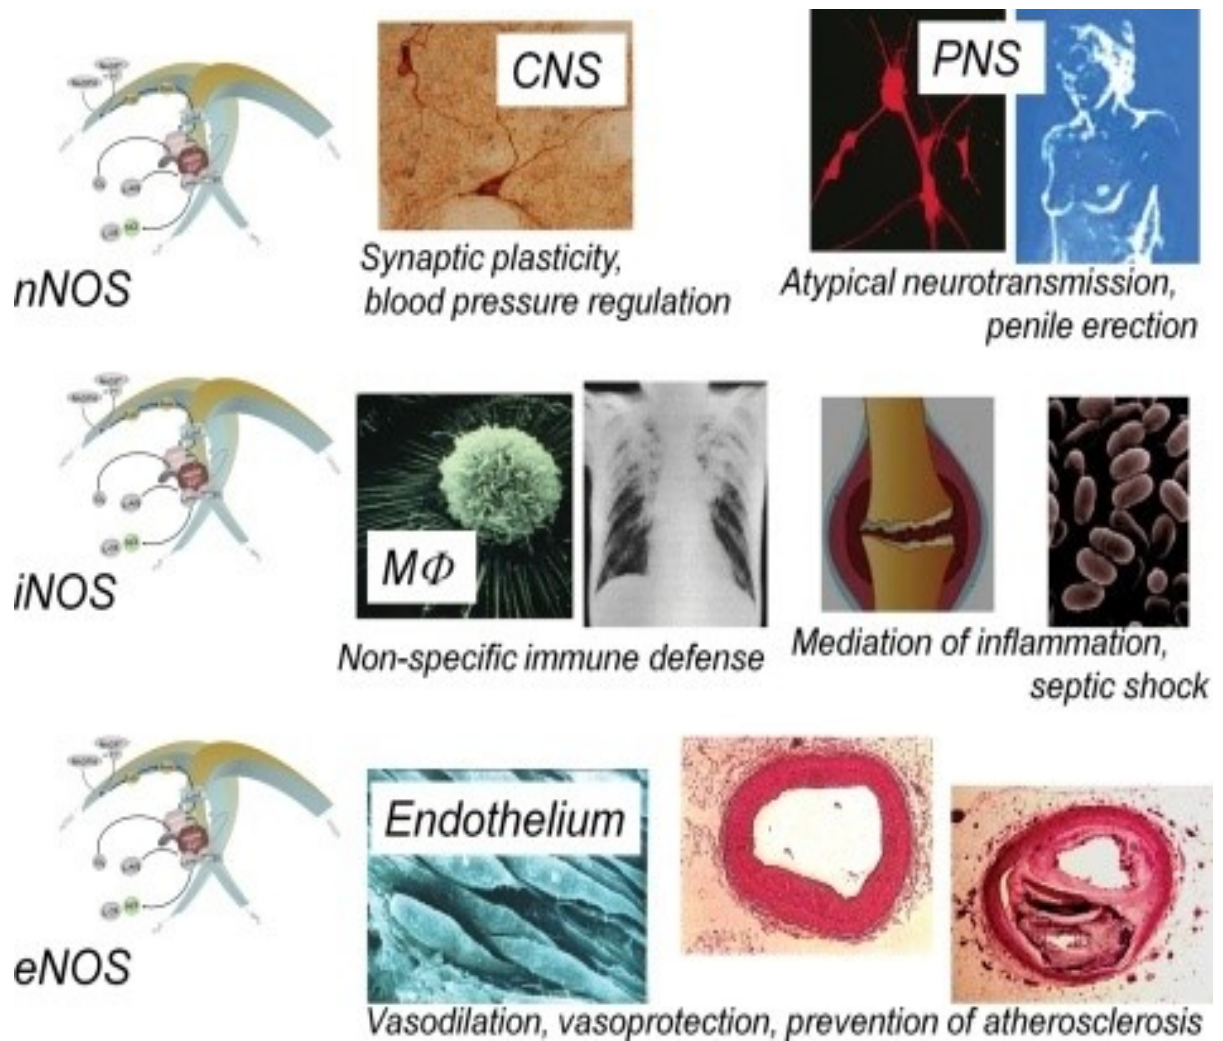 CNS
PNS
nNOS
Synaptic plasticity,
blood pressure regulation
Atypical neurotransmission,
penile erection
iNOS
MΦ
Non-specific immune defense
Mediation of inflammation,
septic shock
eNOS
Endothelium
Vasodilation, vasoprotection, prevention of atherosclerosis